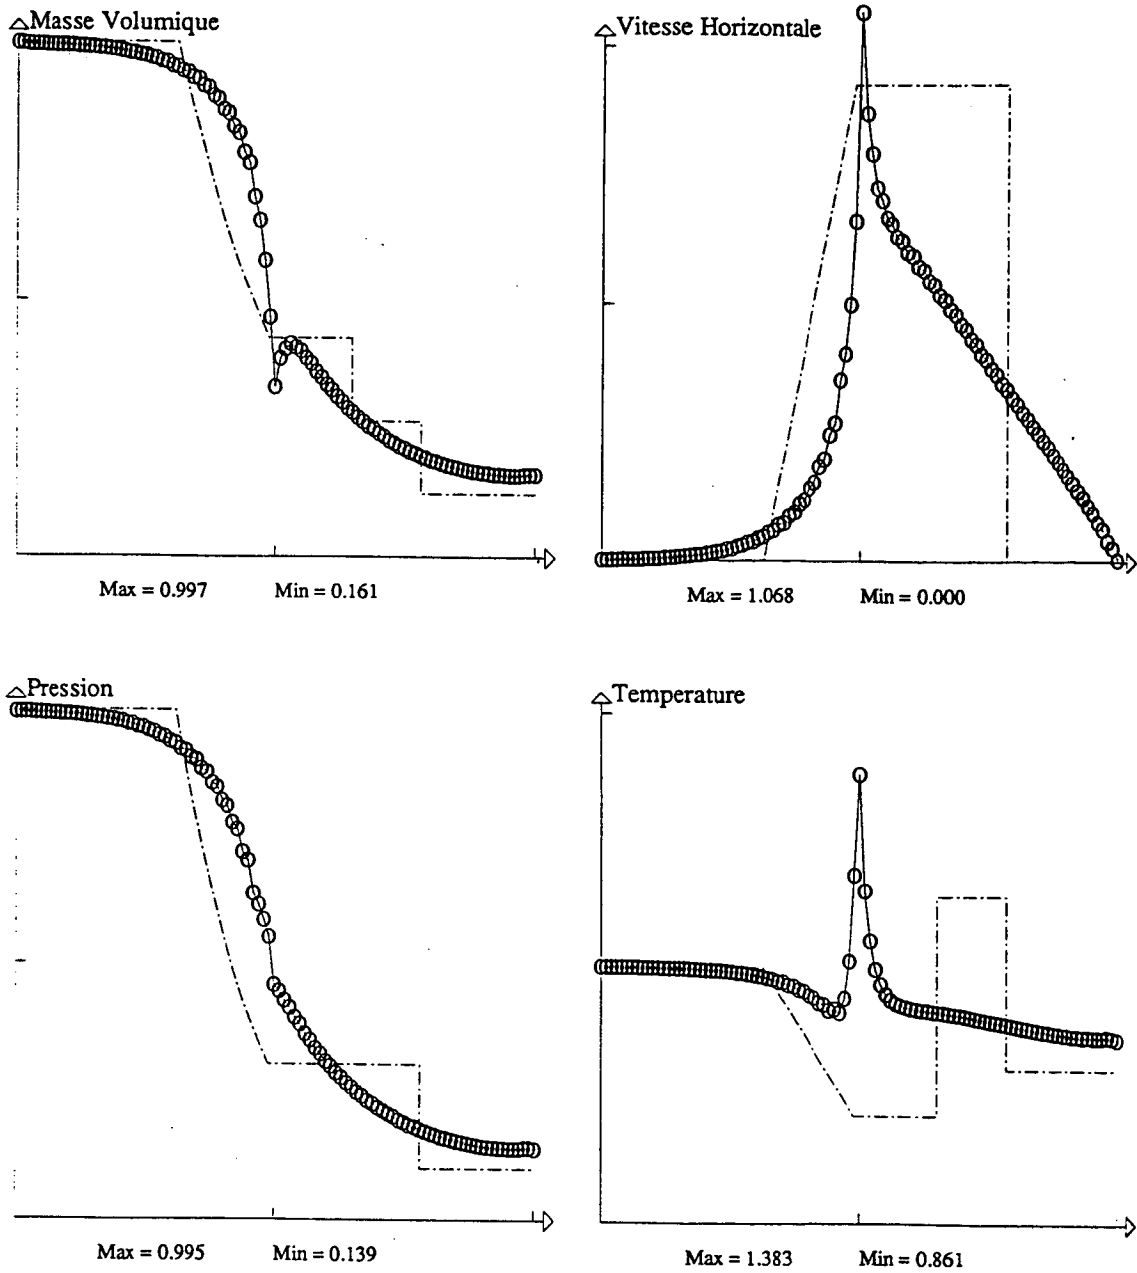 Masse Volumique
Vitesse Horizontale
Max = 0.997 Min = 0.161
Max = 1.068 Min = 0.000
Pression
Temperature
Max = 0.995 Min = 0.139
Max = 1.383 Min = 0.861